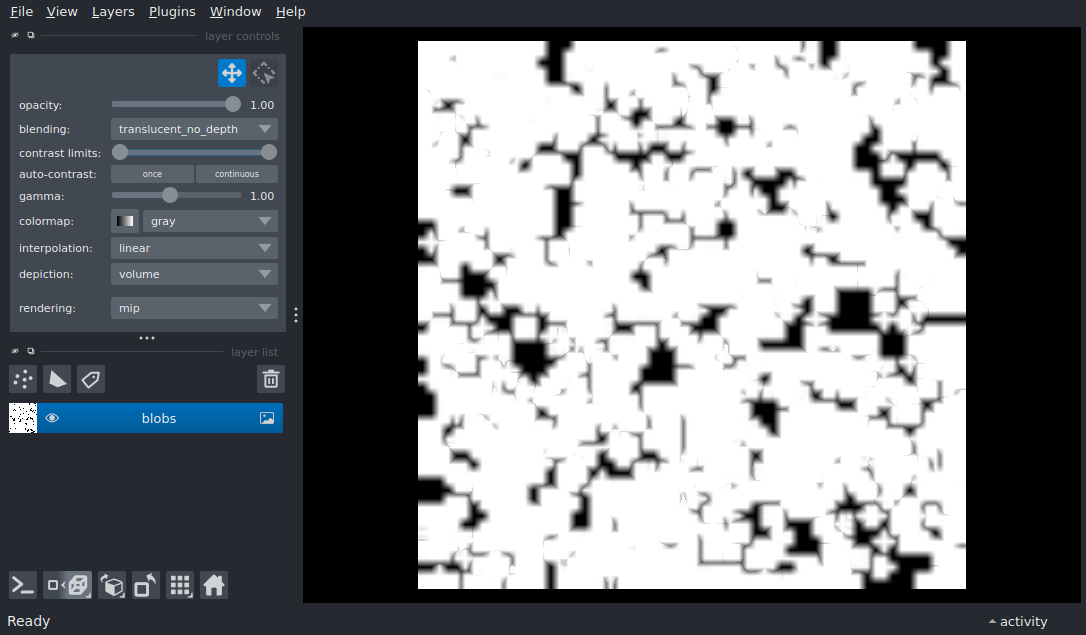 File View Layers Plugins Window Help
layer controls
opacity: 1.00
blending: translucent_no_depth
contrast limits:
auto-contrast: once continuous
gamma: 1.00
colormap: gray
interpolation: linear
depiction: volume
rendering: mip
layer list
blobs
Ready activity